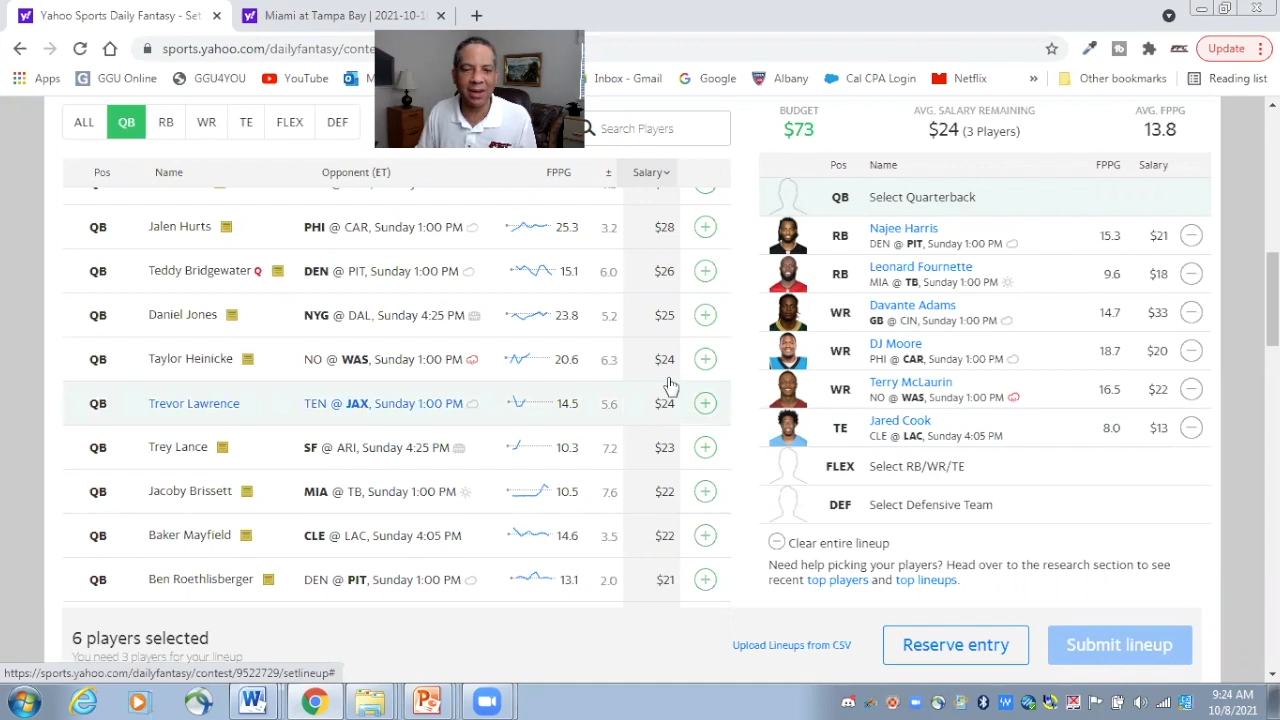 Yahoo Sports Daily Fantasy - Set
Miami at Tampa Bay | 2021-10-1
sports.yahoo.com/dailyfantasy/conte
Update
Apps GGU Online GGU4YOU YouTube Inbox - Gmail Google Albany Cal CPA Netflix » Other bookmarks Reading list
ALL QB RB WR TE FLEX DEF Search Players
Pos Name Opponent (ET) FPPG ± Salary
QB Jalen Hurts PHI @ CAR, Sunday 1:00 PM 25.3 3.2 $28
QB Teddy Bridgewater Q DEN @ PIT, Sunday 1:00 PM 15.1 6.0 $26
QB Daniel Jones NYG @ DAL, Sunday 4:25 PM 23.8 5.2 $25
QB Taylor Heinicke NO @ WAS, Sunday 1:00 PM 20.6 6.3 $24
QB Trevor Lawrence TEN @ JAX, Sunday 1:00 PM 14.5 5.6 $24
QB Trey Lance SF @ ARI, Sunday 4:25 PM 10.3 7.2 $23
QB Jacoby Brissett MIA @ TB, Sunday 1:00 PM 10.5 7.6 $22
QB Baker Mayfield CLE @ LAC, Sunday 4:05 PM 14.6 3.5 $22
QB Ben Roethlisberger DEN @ PIT, Sunday 1:00 PM 13.1 2.0 $21
6 players selected
You need 3 players for your lineup
BUDGET AVG. SALARY REMAINING AVG. FPPG
$73 $24 (3 Players) 13.8
Pos Name FPPG Salary
QB Select Quarterback
RB Najee Harris 15.3 $21
DEN @ PIT, Sunday 1:00 PM
RB Leonard Fournette 9.6 $18
MIA @ TB, Sunday 1:00 PM
WR Davante Adams 14.7 $33
GB @ CIN, Sunday 1:00 PM
WR DJ Moore 18.7 $20
PHI @ CAR, Sunday 1:00 PM
WR Terry McLaurin 16.5 $22
NO @ WAS, Sunday 1:00 PM
TE Jared Cook 8.0 $13
CLE @ LAC, Sunday 4:05 PM
FLEX Select RB/WR/TE
DEF Select Defensive Team
Clear entire lineup
Need help picking your players? Head over to the research section to see
recent top players and top lineups.
Upload Lineups from CSV Reserve entry Submit lineup
https://sports.yahoo.com/dailyfantasy/contest/9522729/setlineup#
9:24 AM
10/8/2021